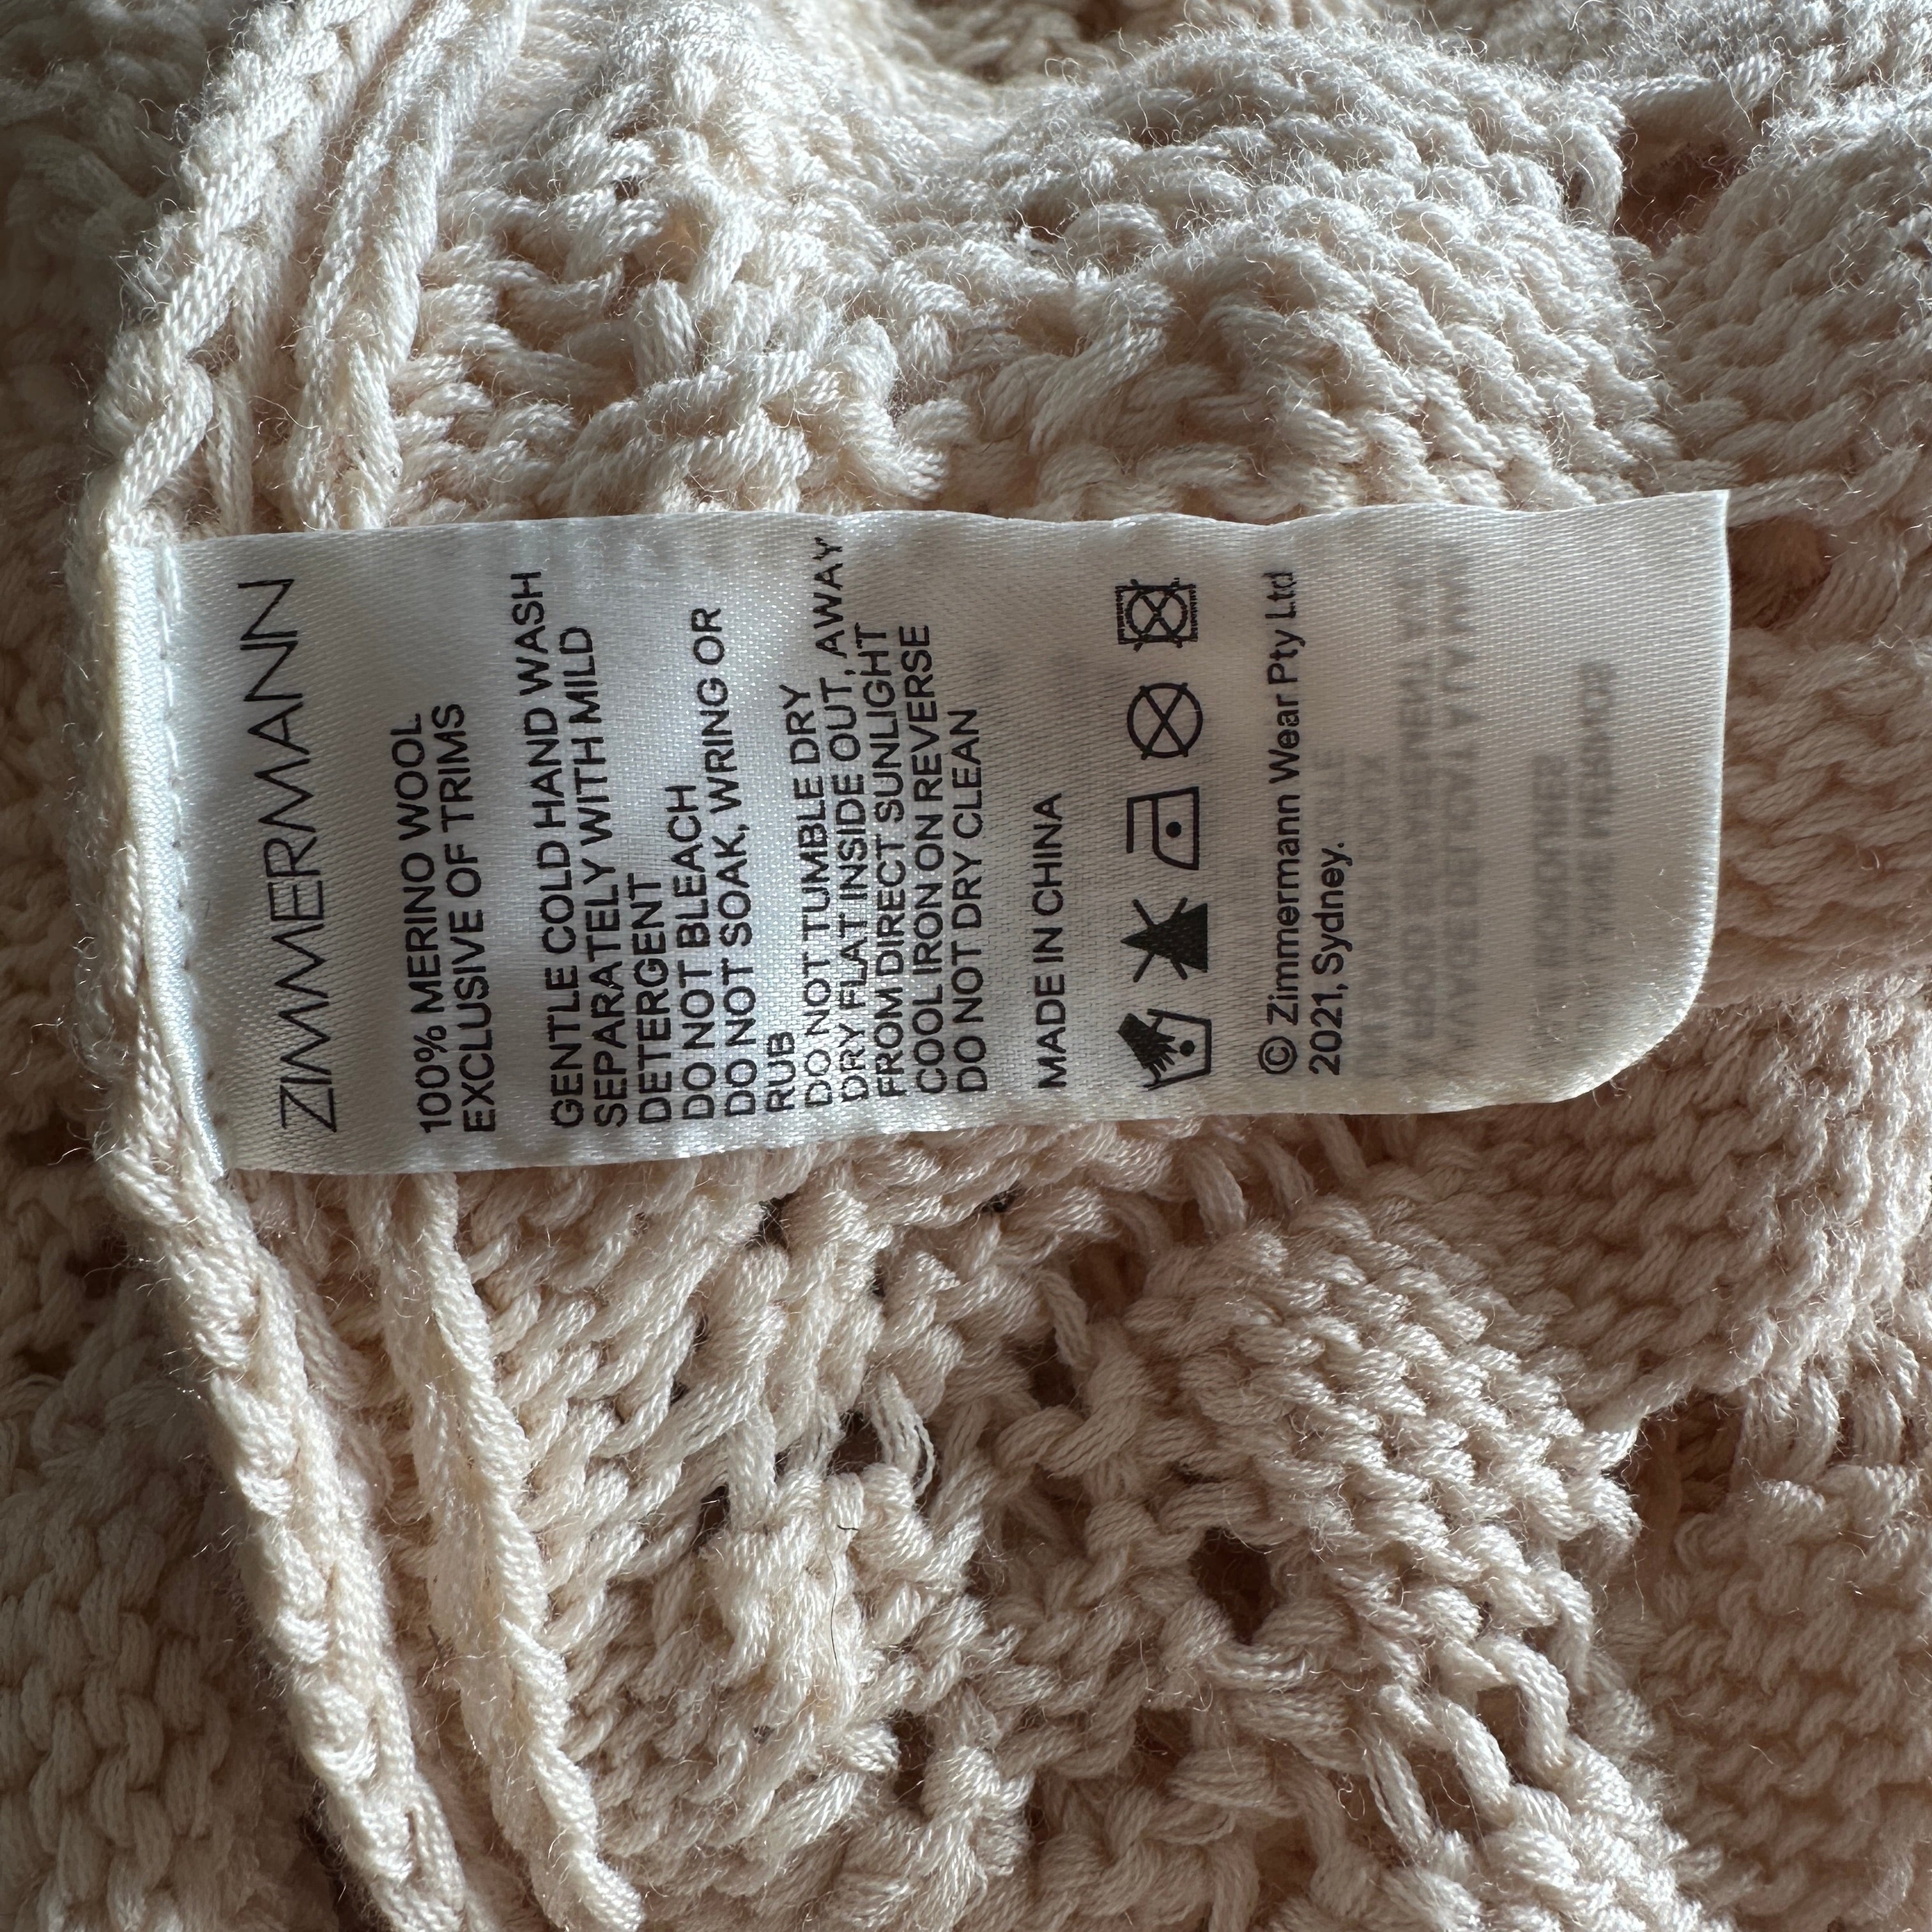 ZIMMERMANN
100% MERINO WOOL
EXCLUSIVE OF TRIMS
GENTLE COLD HAND WASH
SEPARATELY WITH MILD
DETERGENT
DO NOT BLEACH
DO NOT SOAK, WRING OR
RUB
DO NOT TUMBLE DRY
DRY FLAT INSIDE OUT, AWAY
FROM DIRECT SUNLIGHT
COOL IRON ON REVERSE
DO NOT DRY CLEAN
MADE IN CHINA
© Zimmermann Wear Pty Ltd
2021, Sydney.